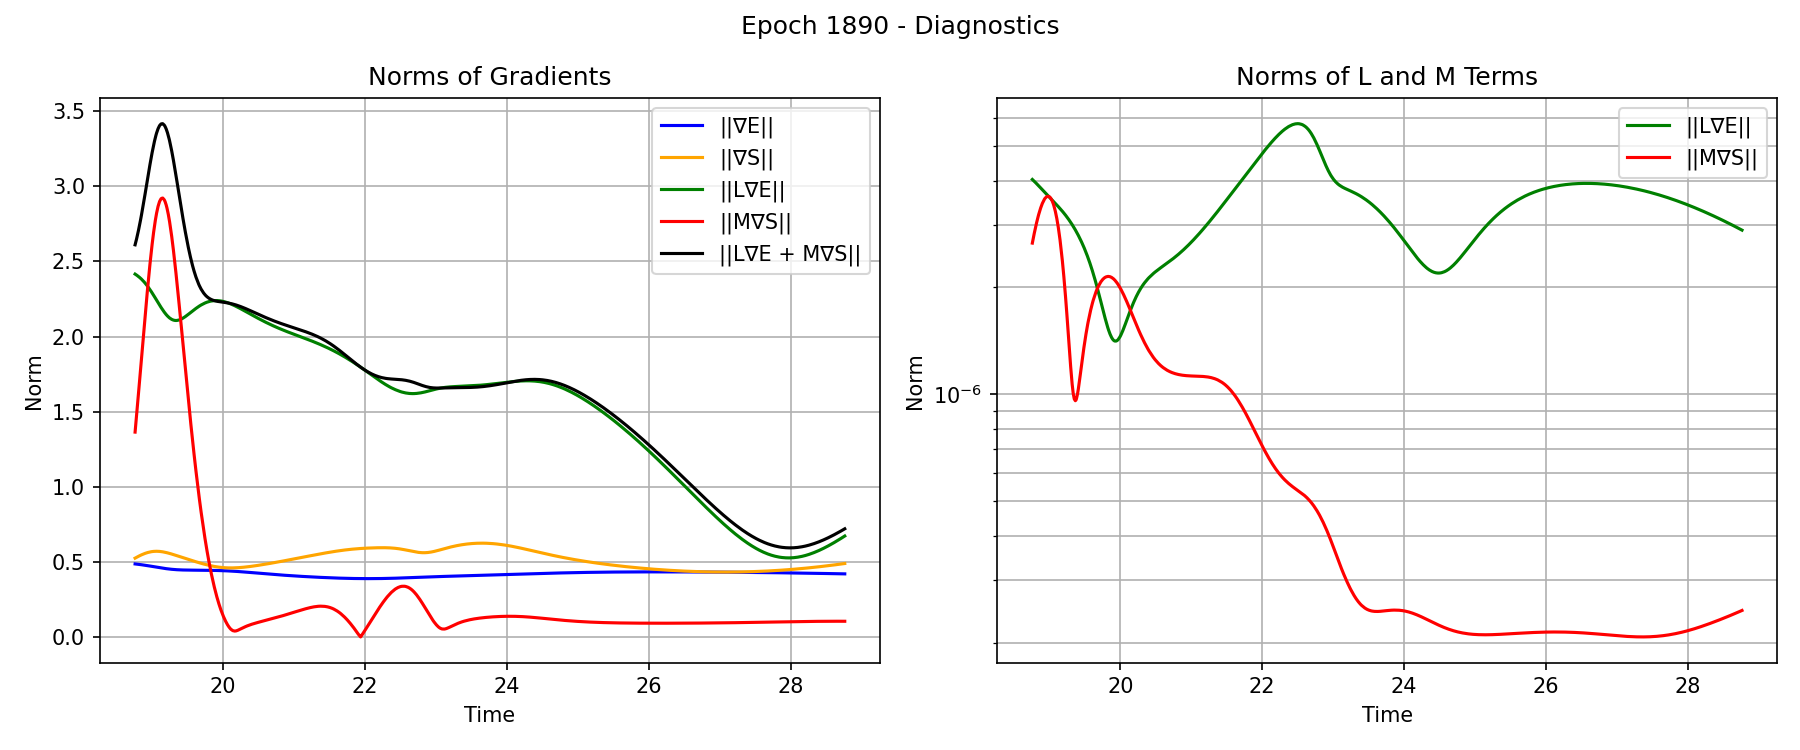 Epoch 1890 - Diagnostics
Norms of Gradients
3.5
3.0
2.5
2.0
1.5
1.0
0.5
0.0
Norm
20
22
24
26
28
Time
||∇E||
||∇S||
||L∇E||
||M∇S||
||L∇E + M∇S||
Norms of L and M Terms
10⁻⁶
Norm
20
22
24
26
28
Time
||L∇E||
||M∇S||